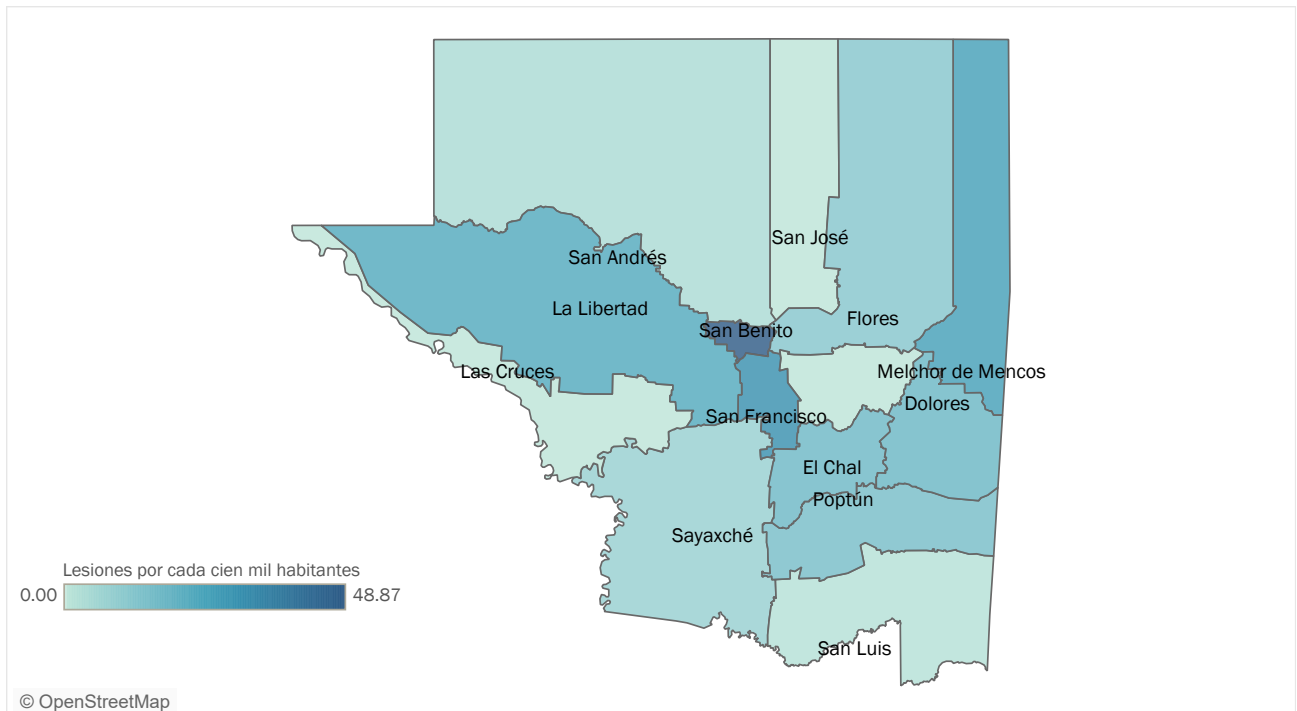 San José
San Andrés
La Libertad
Flores
San Benito
Las Cruces
Melchor de Mencos
Dolores
San Francisco
El Chal
Poptún
Sayaxché
Lesiones por cada cien mil habitantes
0.00
48.87
San Luis
© OpenStreetMap